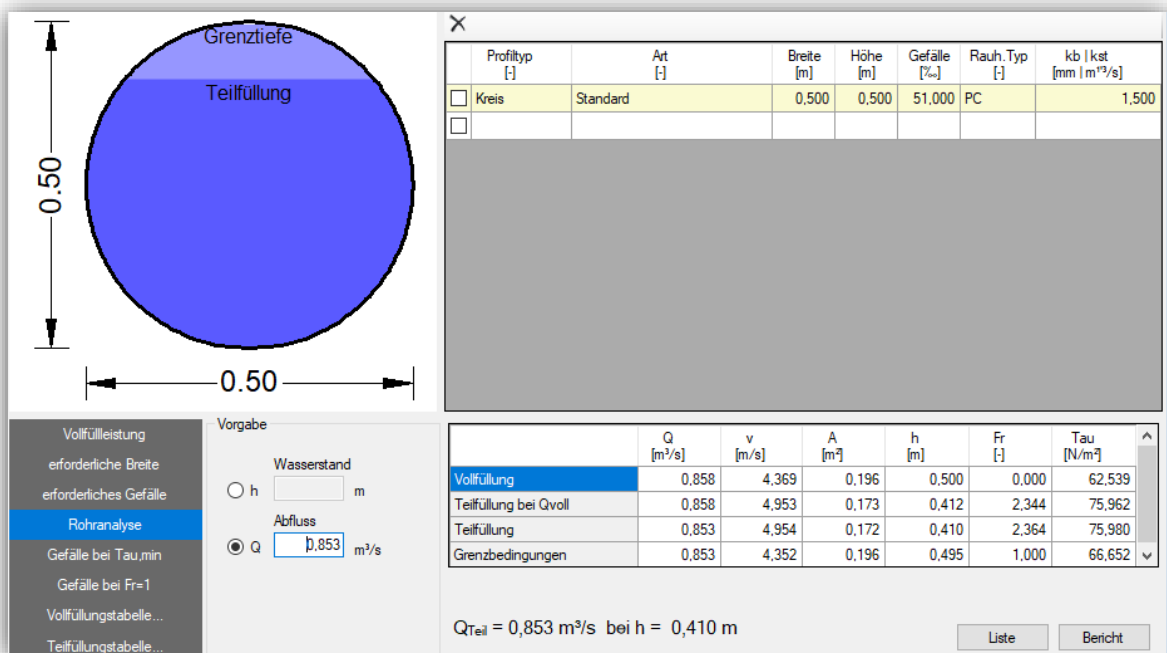 Grenztiefe
Teilfüllung
0.50
0.50
Profiltyp Art Breite Höhe Gefälle Rauh.Typ kb | kst
[-] [-] [m] [m] [‰] [-] [mm | m¹'³/s]
Kreis Standard 0,500 0,500 51,000 PC 1,500
Vollfüllleistung
erforderliche Breite
erforderliches Gefälle
Rohranalyse
Gefälle bei Tau,min
Gefälle bei Fr=1
Vollfüllungstabelle...
Teilfüllungstabelle...
Vorgabe
Wasserstand
h m
Abfluss
Q 0,853 m³/s
Q v A h Fr Tau
[m³/s] [m/s] [m²] [m] [-] [N/m²]
Vollfüllung 0,858 4,369 0,196 0,500 0,000 62,539
Teilfüllung bei Qvoll 0,858 4,953 0,173 0,412 2,344 75,962
Teilfüllung 0,853 4,954 0,172 0,410 2,364 75,980
Grenzbedingungen 0,853 4,352 0,196 0,495 1,000 66,652
QTeil = 0,853 m³/s bei h = 0,410 m
Liste Bericht